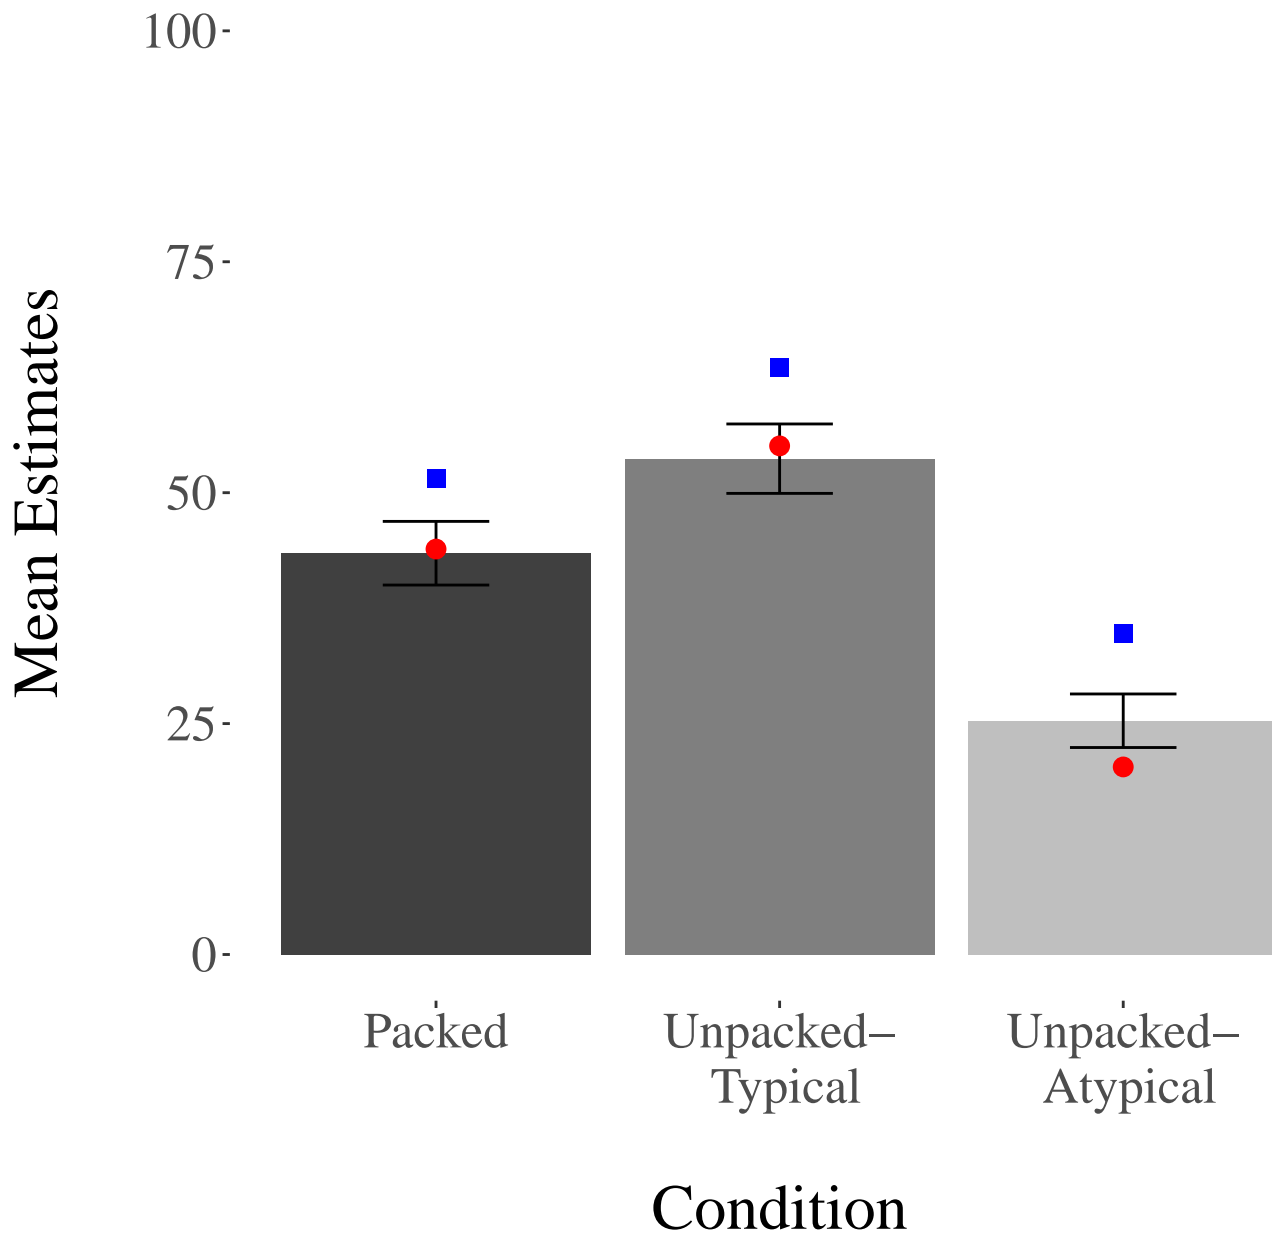 100
75
50
25
0
Mean Estimates
Packed
Unpacked–
Typical
Unpacked–
Atypical
Condition